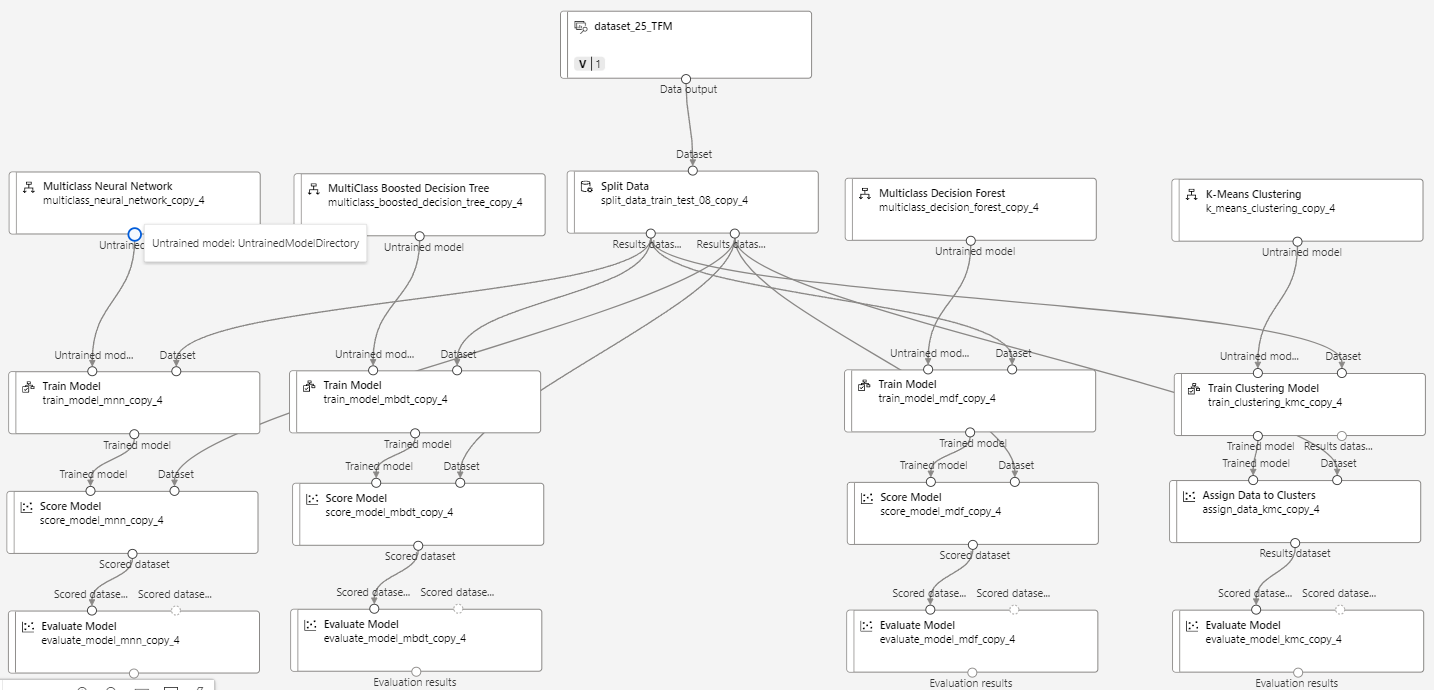 dataset_25_TFM
V | 1
Data output
Dataset
Multiclass Neural Network
multiclass_neural_network_copy_4
MultiClass Boosted Decision Tree
multiclass_boosted_decision_tree_copy_4
Split Data
split_data_train_test_08_copy_4
Multiclass Decision Forest
multiclass_decision_forest_copy_4
K-Means Clustering
k_means_clustering_copy_4
Untrained model: UntrainedModelDirectory
Untrained model
Results datas...
Results datas...
Untrained model
Untrained model
Untrained mod...
Dataset
Untrained mod...
Dataset
Untrained mod...
Dataset
Untrained mod...
Dataset
Train Model
train_model_mnn_copy_4
Train Model
train_model_mbdt_copy_4
Train Model
train_model_mdf_copy_4
Train Clustering Model
train_clustering_kmc_copy_4
Trained model
Trained model
Trained model
Trained model
Results datas...
Trained model
Dataset
Trained model
Dataset
Trained model
Dataset
Trained model
Dataset
Score Model
score_model_mnn_copy_4
Score Model
score_model_mbdt_copy_4
Score Model
score_model_mdf_copy_4
Assign Data to Clusters
assign_data_kmc_copy_4
Scored dataset
Scored dataset
Scored dataset
Results dataset
Scored datase...
Scored datase...
Scored datase...
Scored datase...
Scored datase...
Scored datase...
Scored datase...
Scored datase...
Evaluate Model
evaluate_model_mnn_copy_4
Evaluate Model
evaluate_model_mbdt_copy_4
Evaluate Model
evaluate_model_mdf_copy_4
Evaluate Model
evaluate_model_kmc_copy_4
Evaluation results
Evaluation results
Evaluation results